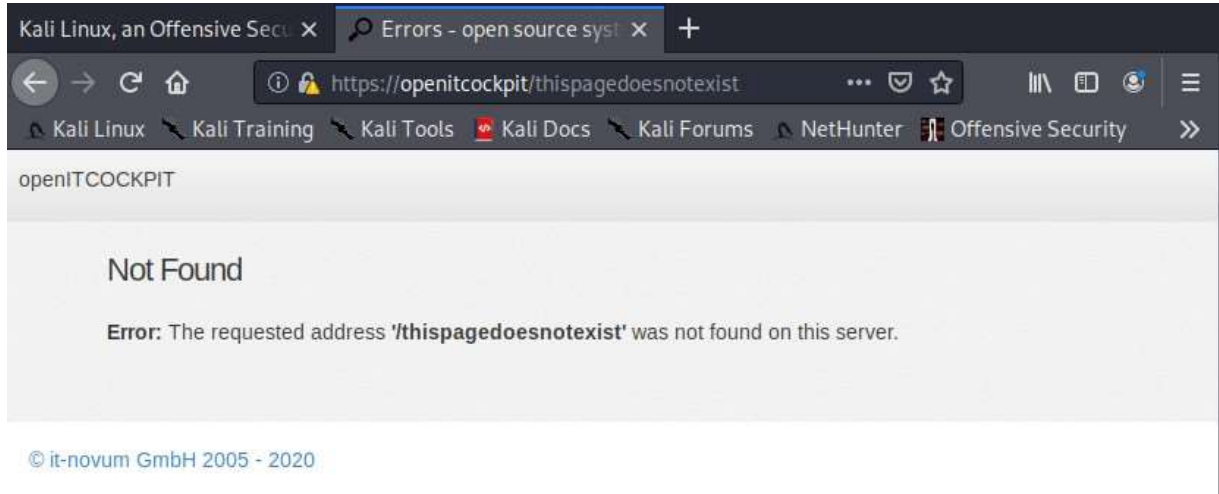 Kali Linux, an Offensive Secu
Errors - open source syst
https://openitcockpit/thispagedoesnotexist
Kali Linux Kali Training Kali Tools Kali Docs Kali Forums NetHunter Offensive Security
openITCOCKPIT
Not Found
Error: The requested address '/thispagedoesnotexist' was not found on this server.
© it-novum GmbH 2005 - 2020